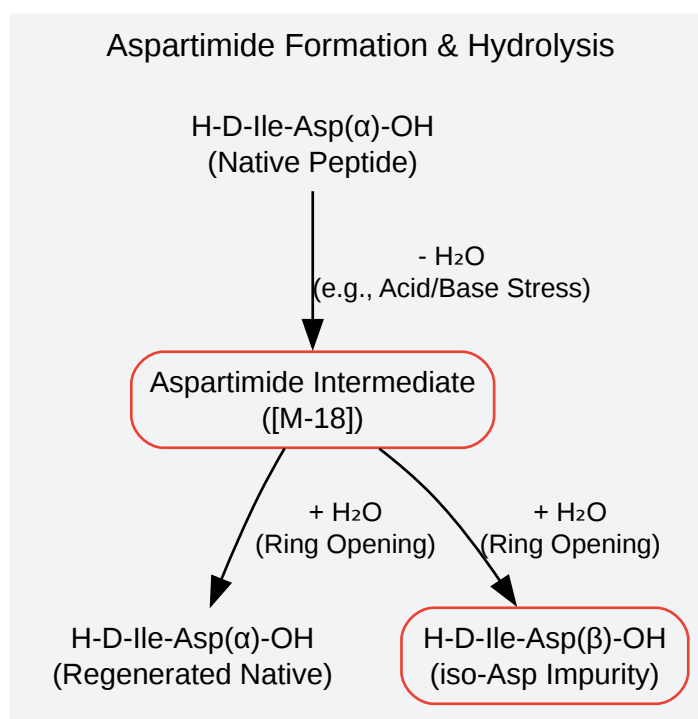 Aspartimide Formation & Hydrolysis
H-D-Ile-Asp(α)-OH
(Native Peptide)
- H₂O
(e.g., Acid/Base Stress)
Aspartimide Intermediate
([M-18])
+ H₂O
(Ring Opening)
+ H₂O
(Ring Opening)
H-D-Ile-Asp(α)-OH
(Regenerated Native)
H-D-Ile-Asp(β)-OH
(iso-Asp Impurity)